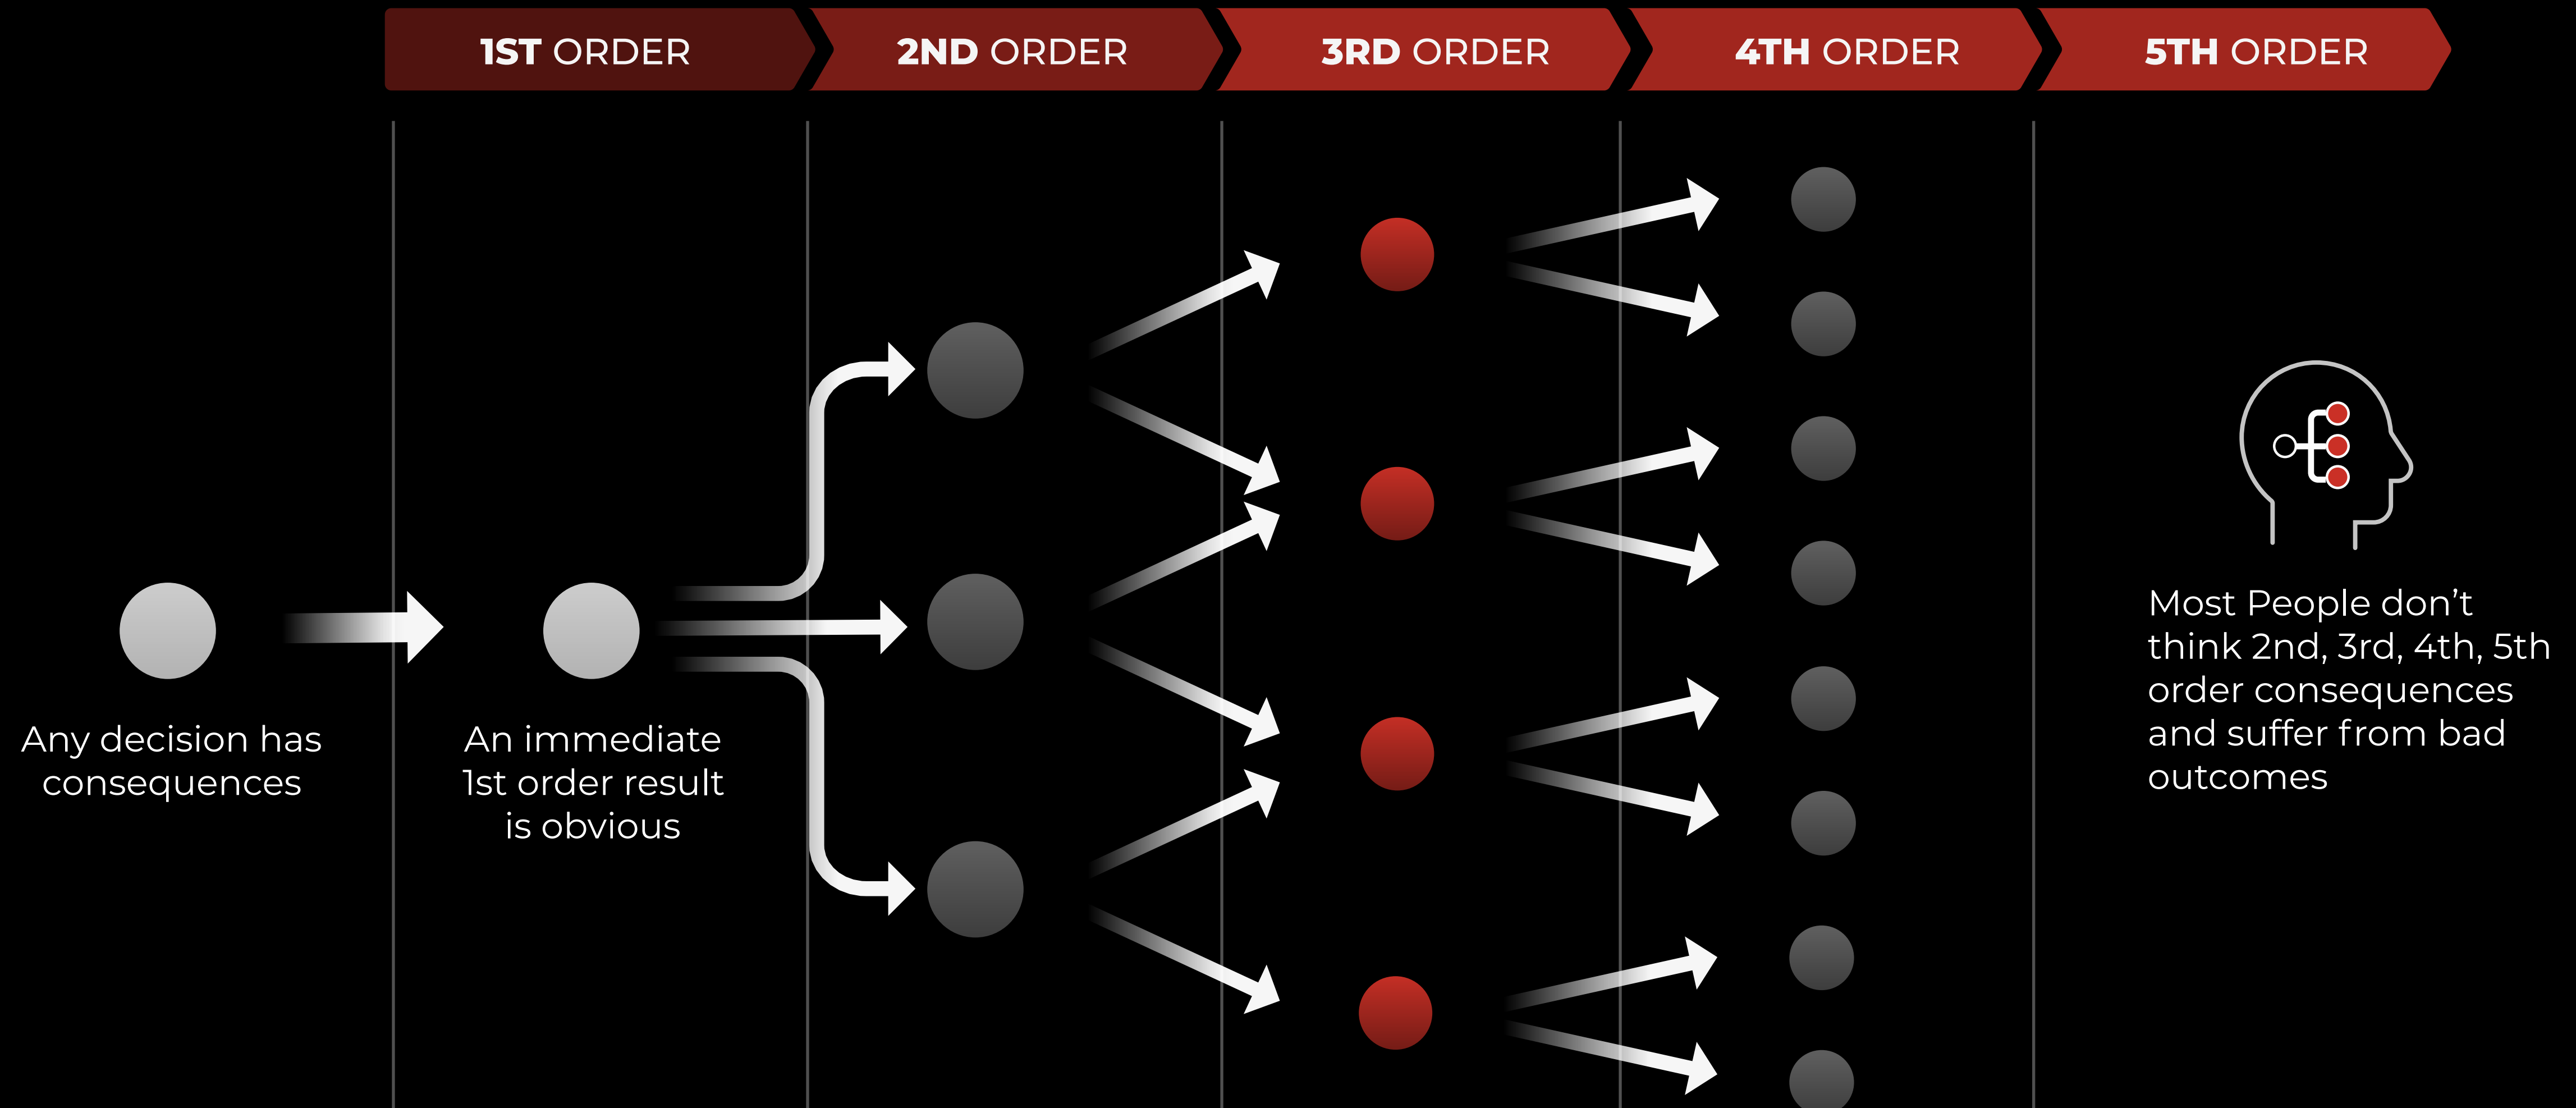 1ST ORDER
2ND ORDER
3RD ORDER
4TH ORDER
5TH ORDER
Any decision has
consequences
An immediate
1st order result
is obvious
Most People don't
think 2nd, 3rd, 4th, 5th
order consequences
and suffer from bad
outcomes